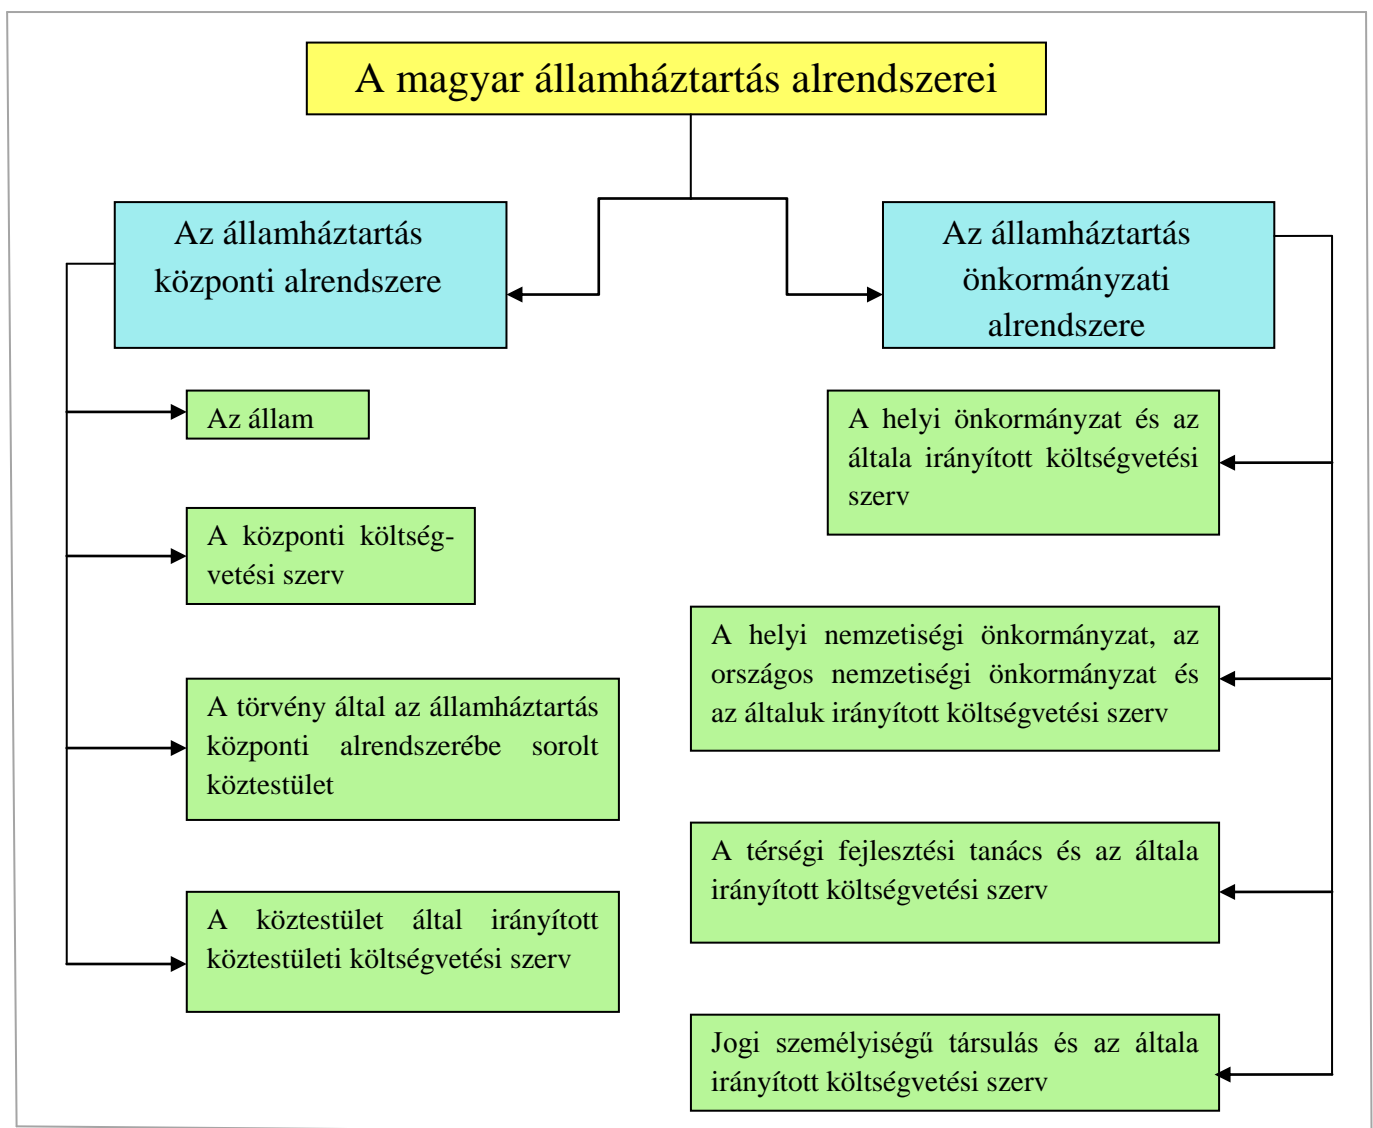 A magyar államháztartás alrendszerei
Az államháztartás
központi alrendszere
Az államháztartás
önkormányzati
alrendszere
Az állam
A központi költség-
vetési szerv
A törvény által az államháztartás
központi alrendszerébe sorolt
köztestület
A köztestület által irányított
köztestületi költségvetési szerv
A helyi önkormányzat és az
általa irányított költségvetési
szerv
A helyi nemzetiségi önkormányzat, az
országos nemzetiségi önkormányzat és
az általuk irányított költségvetési szerv
A térségi fejlesztési tanács és az általa
irányított költségvetési szerv
Jogi személyiségű társulás és az általa
irányított költségvetési szerv